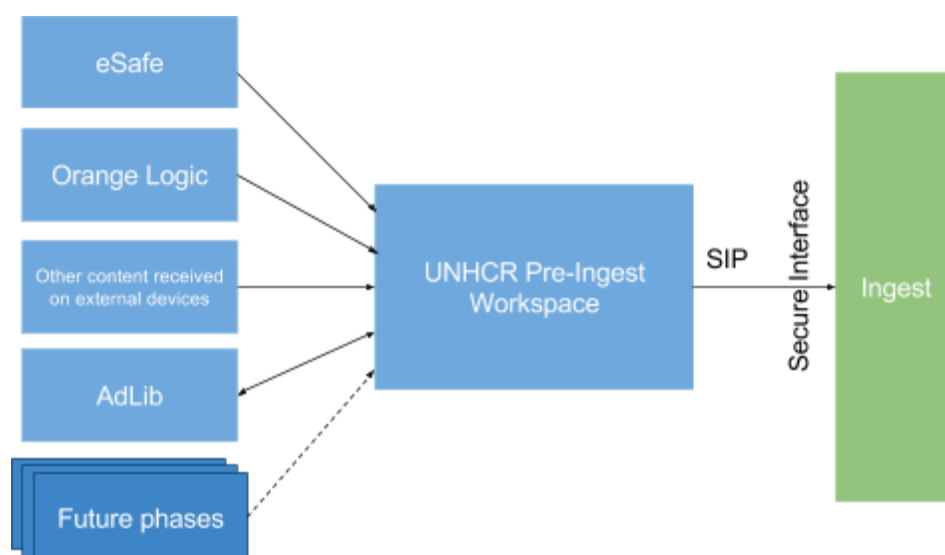 eSafe
Orange Logic
Other content received
on external devices
AdLib
Future phases
UNHCR Pre-Ingest
Workspace
SIP
Secure Interface
Ingest